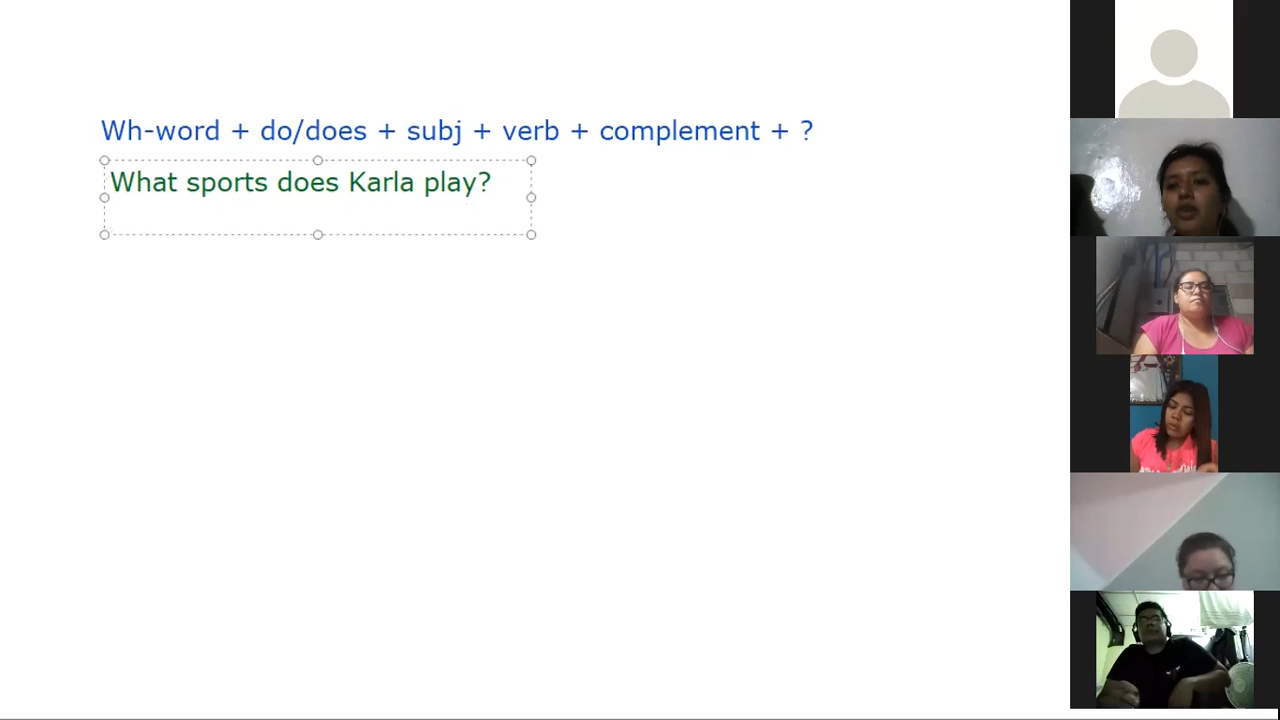 Wh-word + do/does + subj + verb + complement + ?
What sports does Karla play?